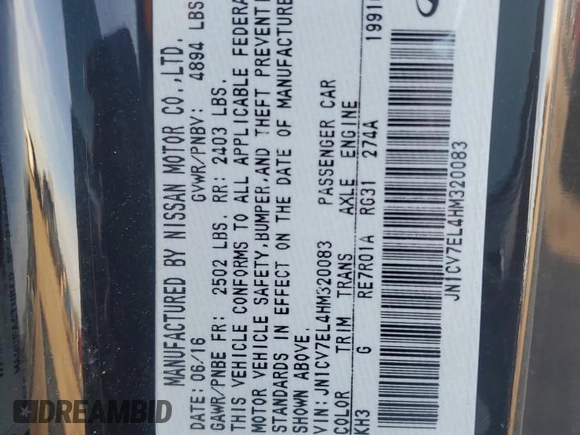 MANUFACTURED BY NISSAN MOTOR CO.,LTD.
DATE: 06/16 GVWR/PNBV: 4894 LBS
GAWR/PNBE FR: 2502 LBS. RR: 2403 LBS.
THIS VEHICLE CONFORMS TO ALL APPLICABLE FEDERA
MOTOR VEHICLE SAFETY,BUMPER,AND THEFT PREVENTI
STANDARDS IN EFFECT ON THE DATE OF MANUFACTURE
SHOWN ABOVE.
VIN: JN1CV7EL4HM320083 PASSENGER CAR
COLOR TRIM TRANS AXLE ENGINE
KH3 G RE7R01A RG31 274A
JN1CV7EL4HM320083
1991
DREAMBID